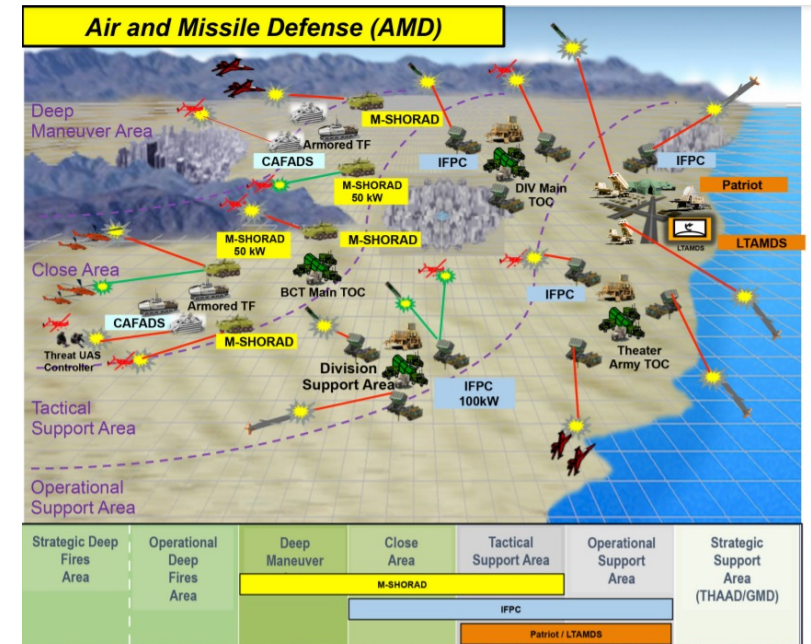 Air and Missile Defense (AMD)
Deep
Maneuver Area
M-SHORAD
Armored TF
CAFADS
IFPC
IFPC
M-SHORAD
50 kW
DIV Main
TOC
Patriot
LTAMDS
LTAMDS
M-SHORAD
50 kW
M-SHORAD
Close Area
BCT Main TOC
IFPC
Armored TF
CAFADS
M-SHORAD
Threat UAS
Controller
Division
Support Area
Theater
Army TOC
IFPC
100kW
Tactical
Support Area
Operational
Support Area
Strategic Deep
Fires
Area
Operational
Deep
Fires
Area
Deep
Maneuver
Close
Area
Tactical
Support Area
Operational
Support
Area
Strategic
Support
Area
(THAAD/GMD)
M-SHORAD
IFPC
Patriot / LTAMDS